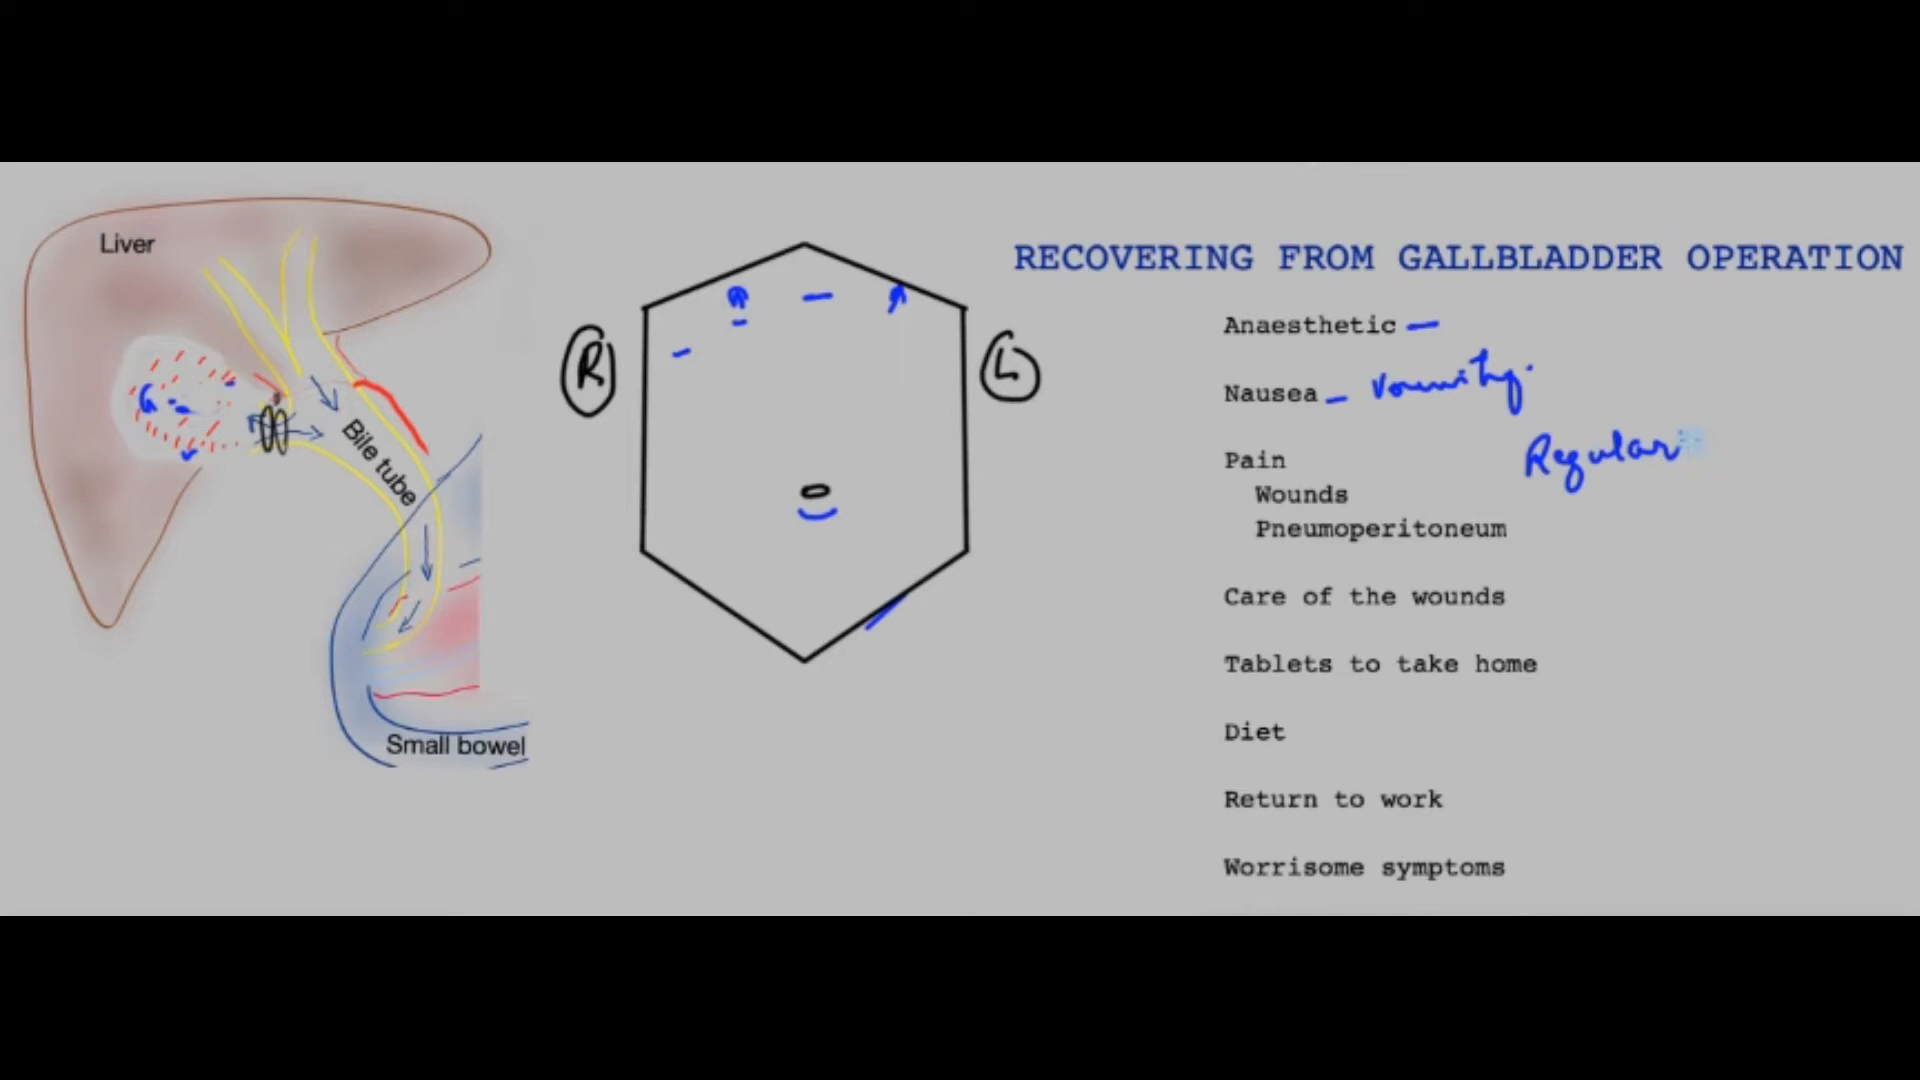 Liver
Bile tube
Small bowel
R
L
RECOVERING FROM GALLBLADDER OPERATION
Anaesthetic -
Nausea - Vomiting.
Pain Regular
Wounds
Pneumoperitoneum
Care of the wounds
Tablets to take home
Diet
Return to work
Worrisome symptoms